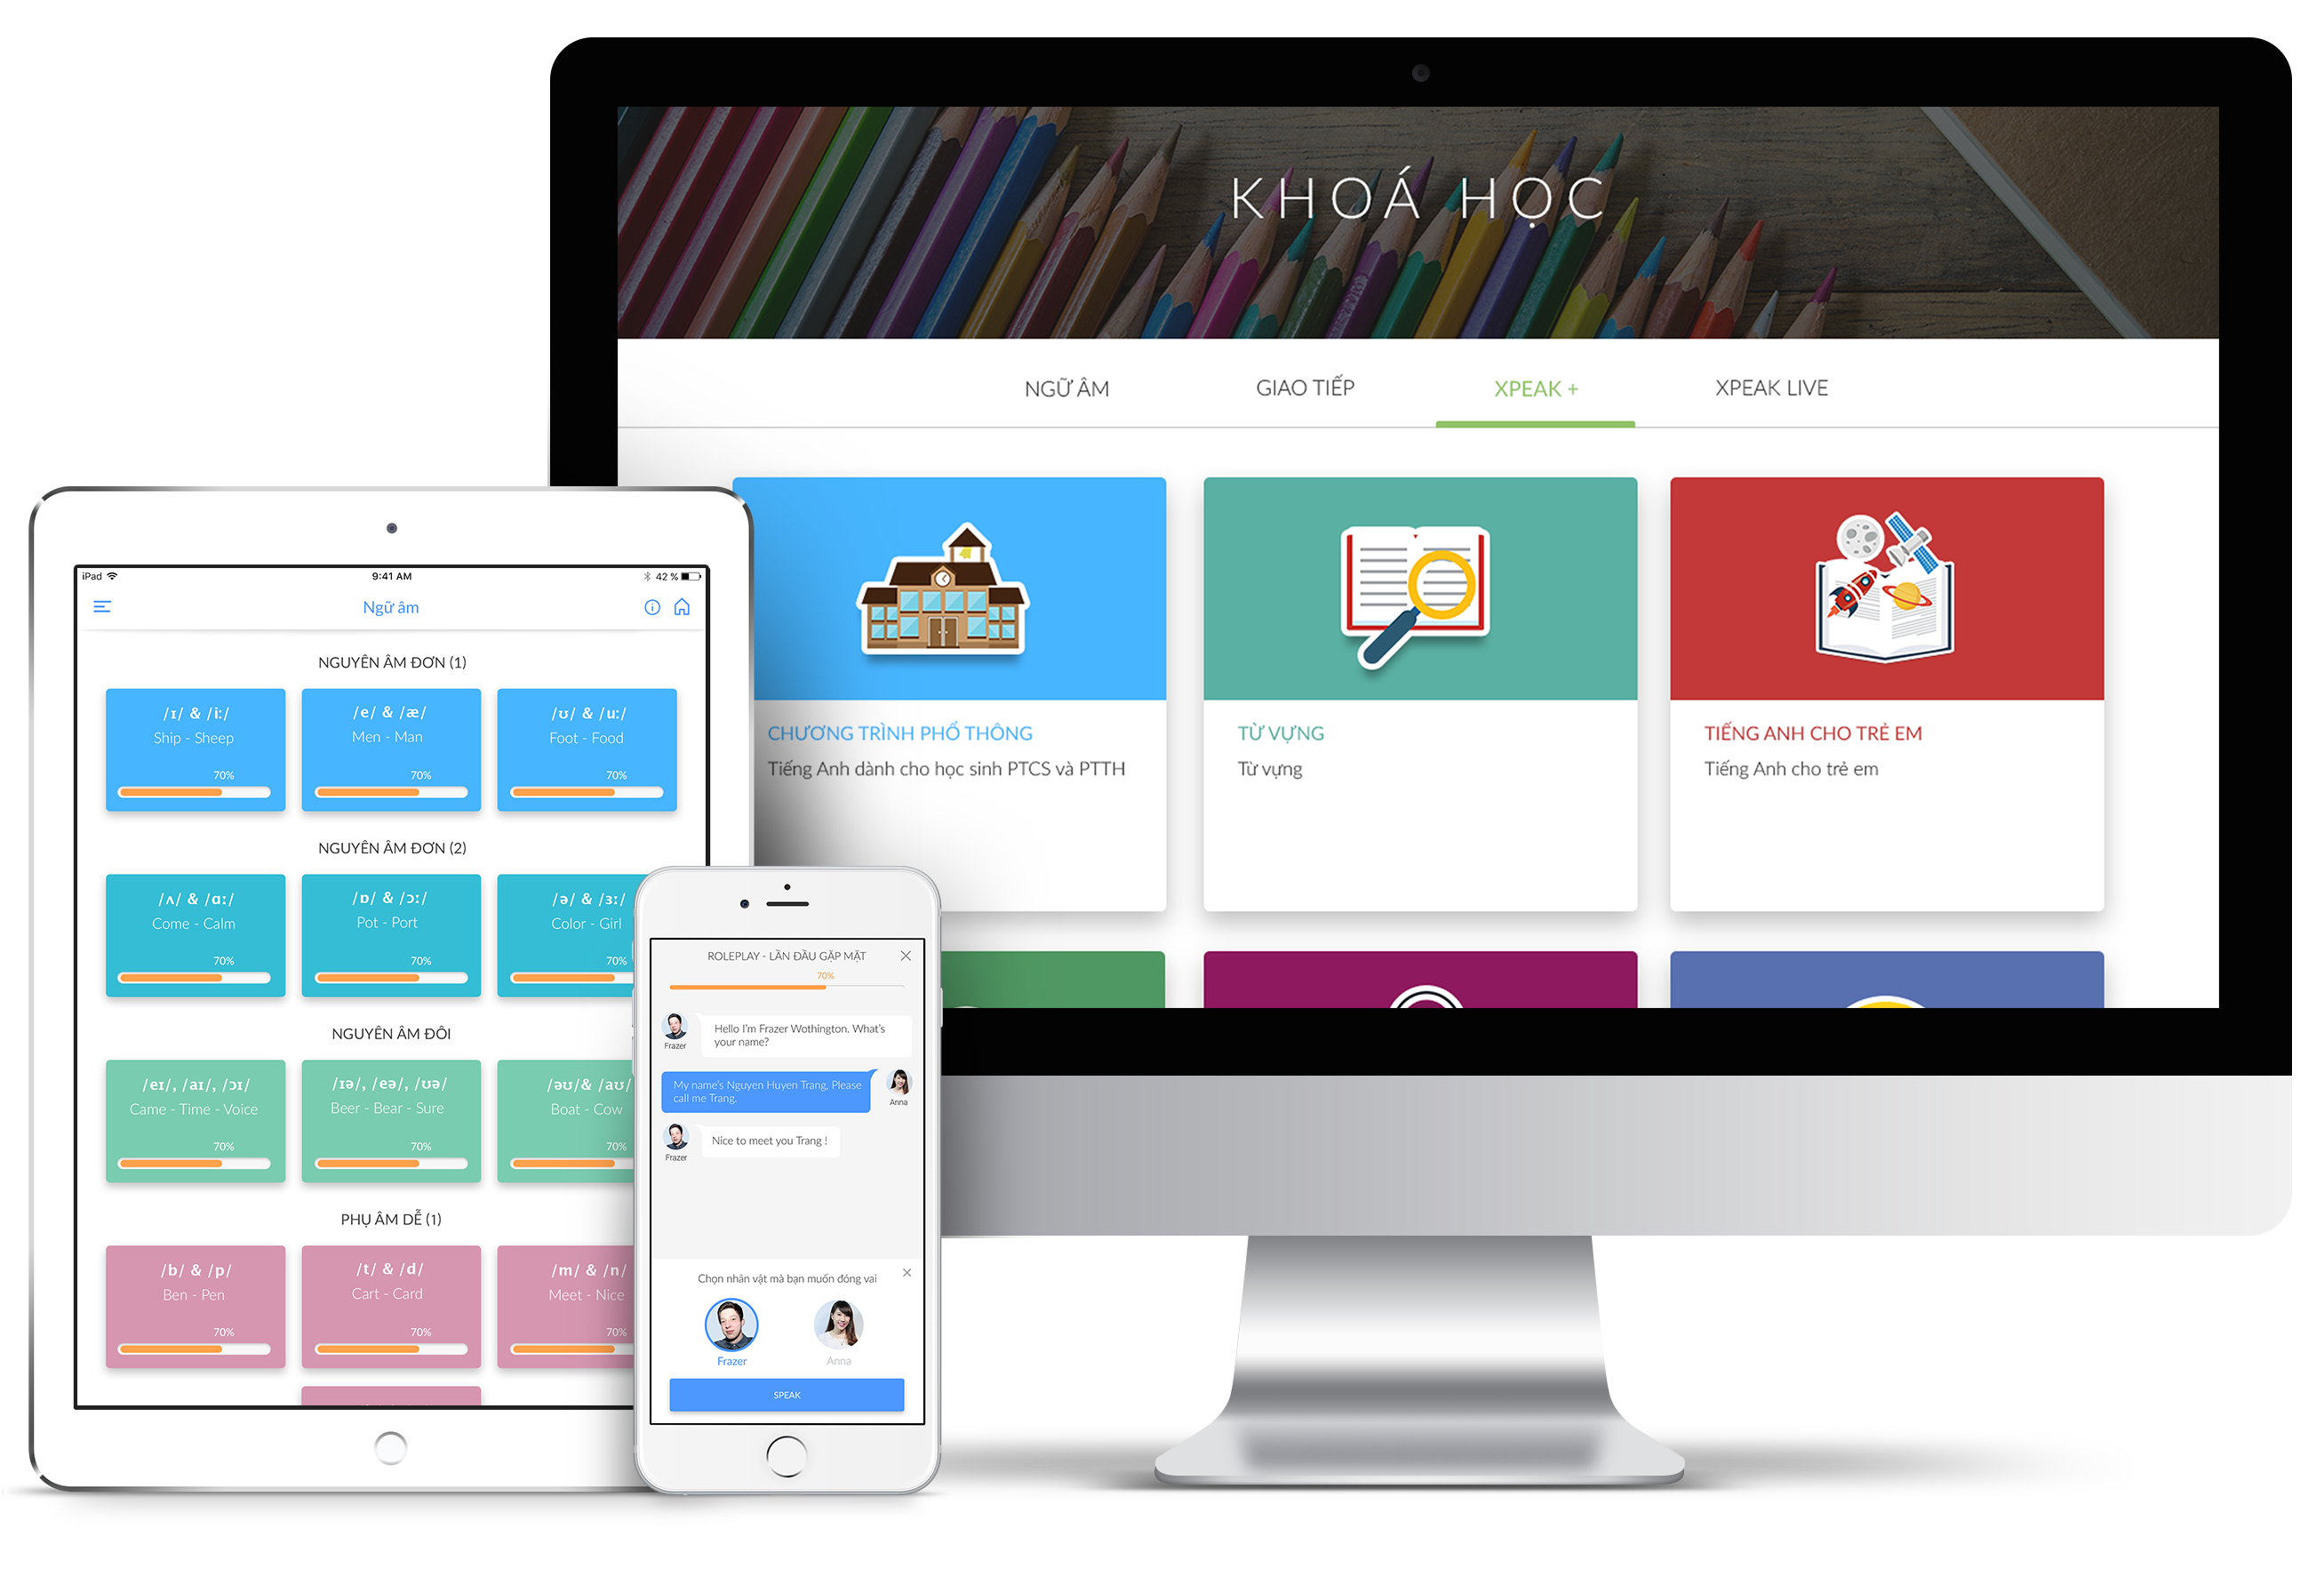 KHOÁ HỌC
NGỮ ÂM
GIAO TIẾP
XPEAK +
XPEAK LIVE
CHƯƠNG TRÌNH PHỔ THÔNG
Tiếng Anh dành cho học sinh PTCS và PTTH
TỪ VỰNG
Từ vựng
TIẾNG ANH CHO TRẺ EM
Tiếng Anh cho trẻ em
iPad
9:41 AM
42 %
Ngữ âm
NGUYÊN ÂM ĐƠN (1)
/ɪ/ & /iː/
Ship - Sheep
70%
/e/ & /æ/
Men - Man
70%
/ʊ/ & /uː/
Foot - Food
70%
NGUYÊN ÂM ĐƠN (2)
/ʌ/ & /ɑː/
Come - Calm
70%
/ɒ/ & /ɔː/
Pot - Port
70%
/ə/ & /ɜː/
Color - Girl
70%
NGUYÊN ÂM ĐÔI
/eɪ/, /aɪ/, /ɔɪ/
Came - Time - Voice
70%
/ɪə/, /eə/, /ʊə/
Beer - Bear - Sure
70%
/əʊ/& /aʊ/
Boat - Cow
70%
PHỤ ÂM DỄ (1)
/b/ & /p/
Ben - Pen
70%
/t/ & /d/
Cart - Card
70%
/m/ & /n/
Meet - Nice
70%
ROLEPLAY - LẦN ĐẦU GẶP MẶT
70%
Hello I'm Frazer Wothington. What's
your name?
Frazer
My name's Nguyen Huyen Trang, Please
call me Trang.
Anna
Nice to meet you Trang !
Frazer
Chọn nhân vật mà bạn muốn đóng vai
Frazer
Anna
SPEAK